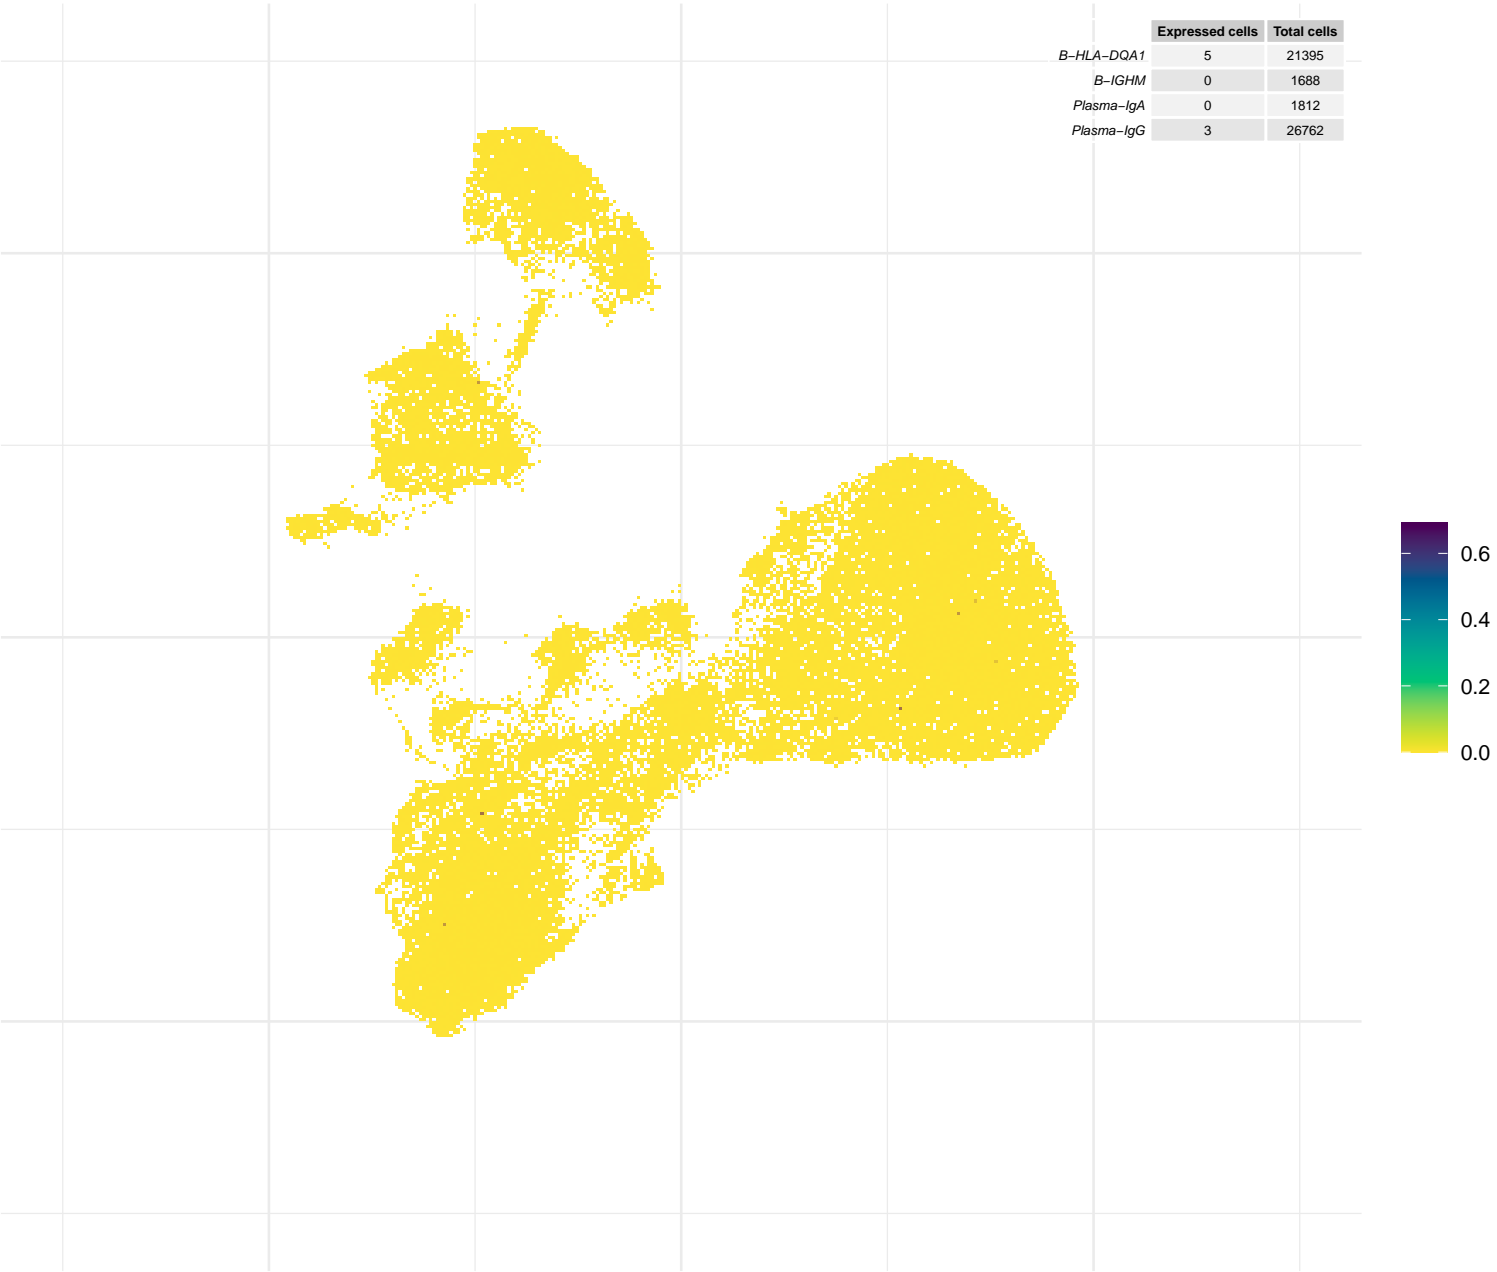 Expressed cells Total cells
B−HLA−DQA1 5 21395
B−IGHM 0 1688
Plasma−IgA 0 1812
Plasma−IgG 3 26762
0.6
0.4
0.2
0.0